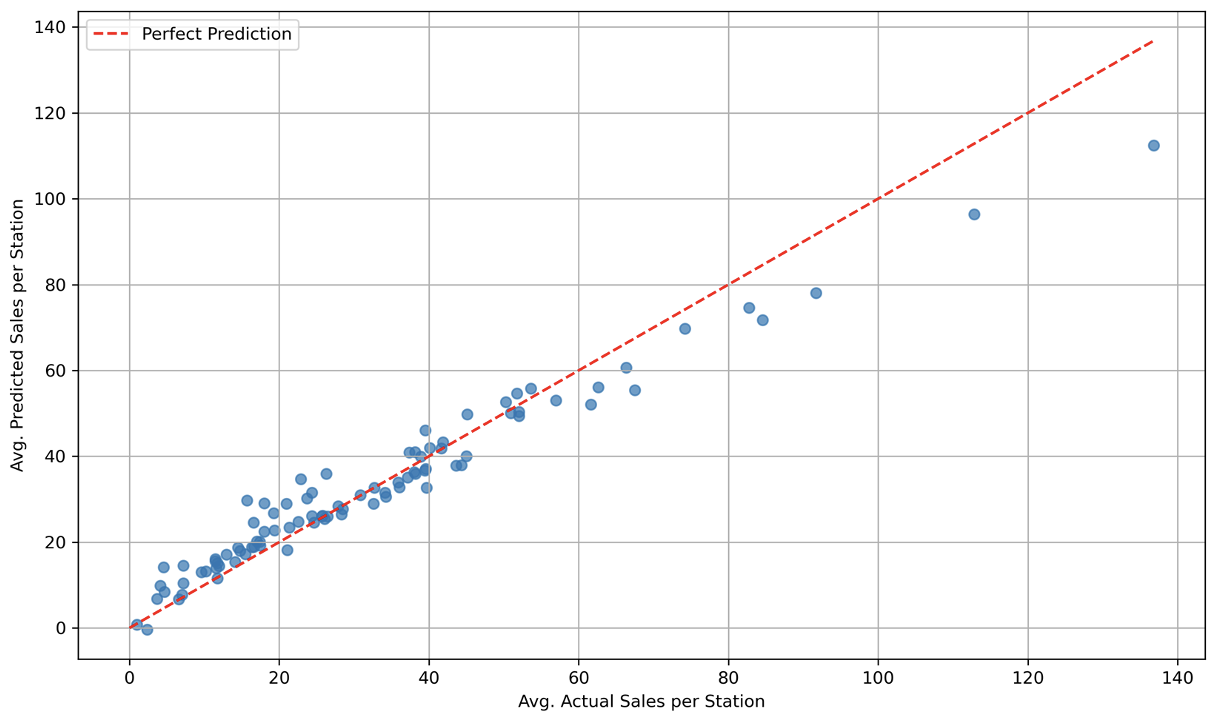 Perfect Prediction
140
120
100
80
60
40
20
0
Avg. Predicted Sales per Station
0 20 40 60 80 100 120 140
Avg. Actual Sales per Station